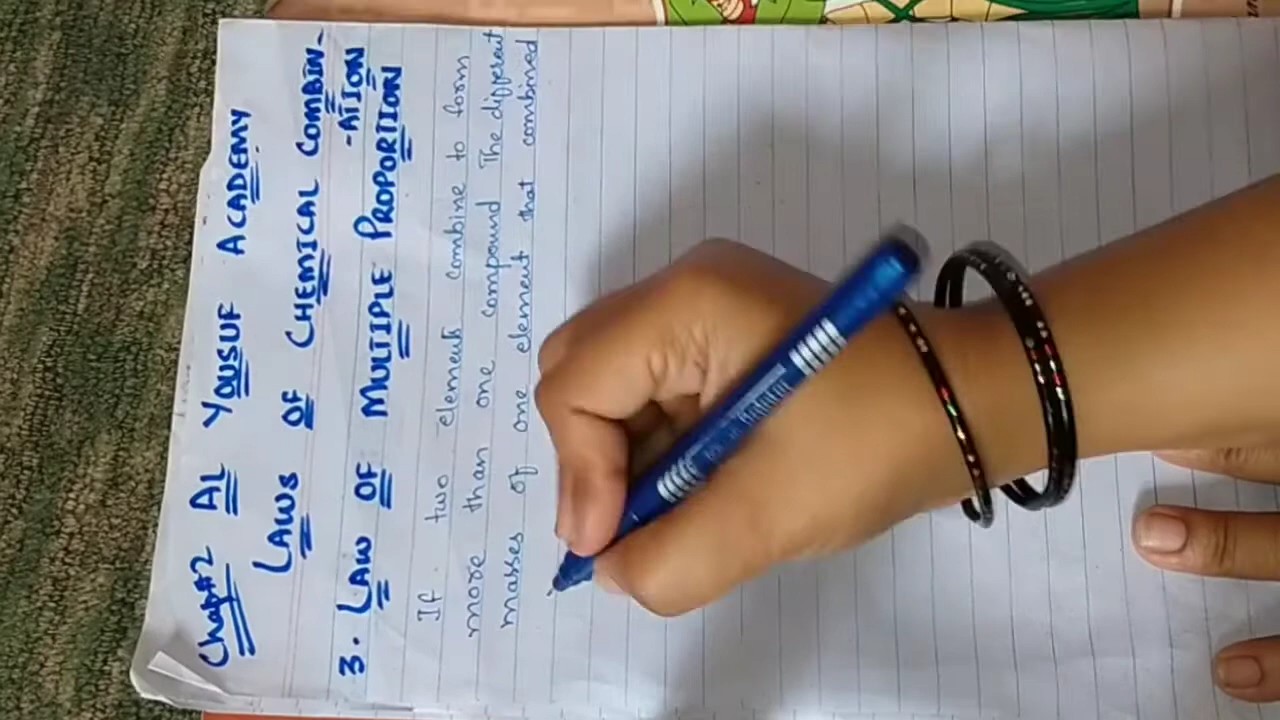 Chap#2 AL YOUSUF ACADEMY
LAWS OF CHEMICAL COMBIN-
-ATION
3. LAW OF MULTIPLE PROPORTION
If two element combine to form
more than one compound The different
masses of one element that combined